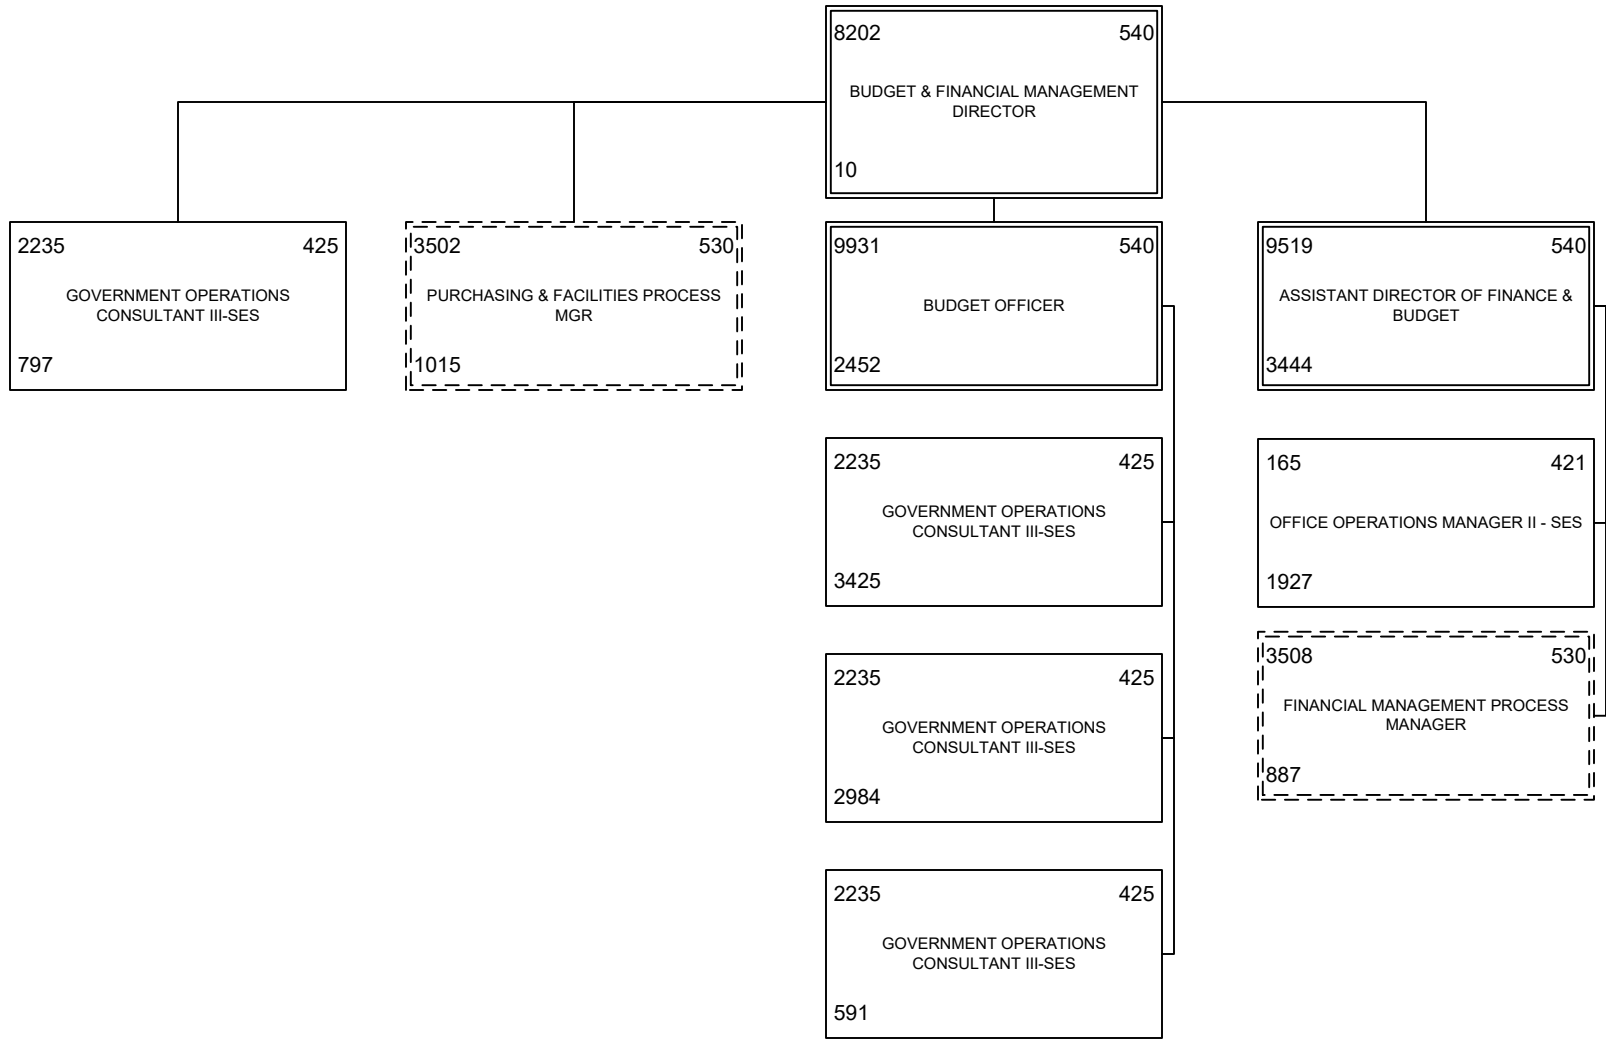 8202 540
BUDGET & FINANCIAL MANAGEMENT
DIRECTOR
10
2235 425
GOVERNMENT OPERATIONS
CONSULTANT III-SES
797
3502 530
PURCHASING & FACILITIES PROCESS
MGR
1015
9931 540
BUDGET OFFICER
2452
9519 540
ASSISTANT DIRECTOR OF FINANCE &
BUDGET
3444
2235 425
GOVERNMENT OPERATIONS
CONSULTANT III-SES
3425
165 421
OFFICE OPERATIONS MANAGER II - SES
1927
2235 425
GOVERNMENT OPERATIONS
CONSULTANT III-SES
2984
3508 530
FINANCIAL MANAGEMENT PROCESS
MANAGER
887
2235 425
GOVERNMENT OPERATIONS
CONSULTANT III-SES
591